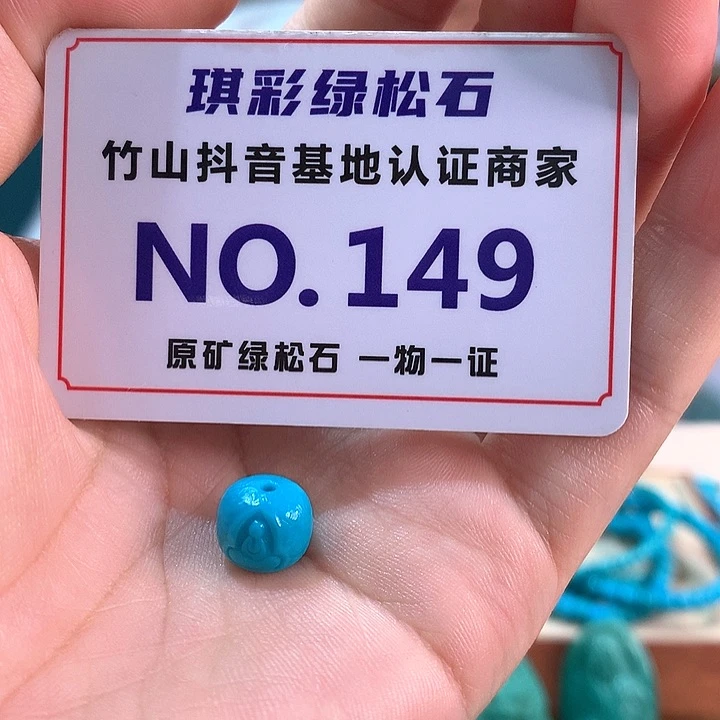 琪彩绿松石
竹山抖音基地认证商家
NO.149
原矿绿松石 一物一证